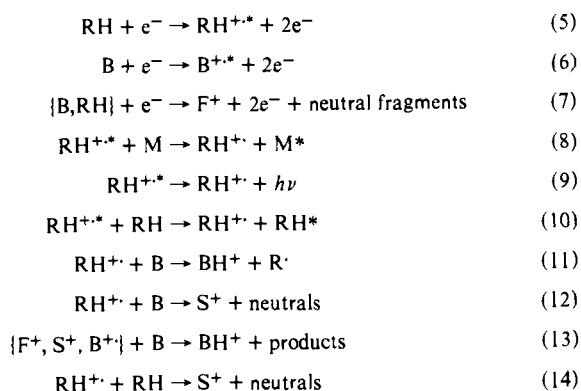 RH + e⁻ → RH⁺·* + 2e⁻ (5)
B + e⁻ → B⁺·* + 2e⁻ (6)
{B,RH} + e⁻ → F⁺ + 2e⁻ + neutral fragments (7)
RH⁺·* + M → RH⁺· + M* (8)
RH⁺·* → RH⁺· + hν (9)
RH⁺·* + RH → RH⁺· + RH* (10)
RH⁺· + B → BH⁺ + R· (11)
RH⁺· + B → S⁺ + neutrals (12)
{F⁺, S⁺, B⁺·} + B → BH⁺ + products (13)
RH⁺· + RH → S⁺ + neutrals (14)